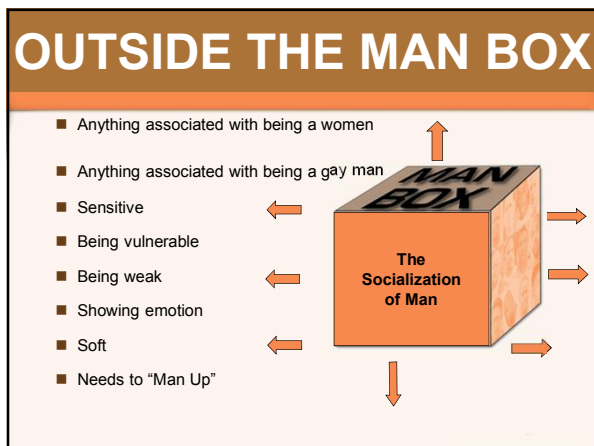 OUTSIDE THE MAN BOX
Anything associated with being a women
Anything associated with being a gay man
Sensitive
Being vulnerable
Being weak
Showing emotion
Soft
Needs to “Man Up”
MAN
BOX
The
Socialization
of Man